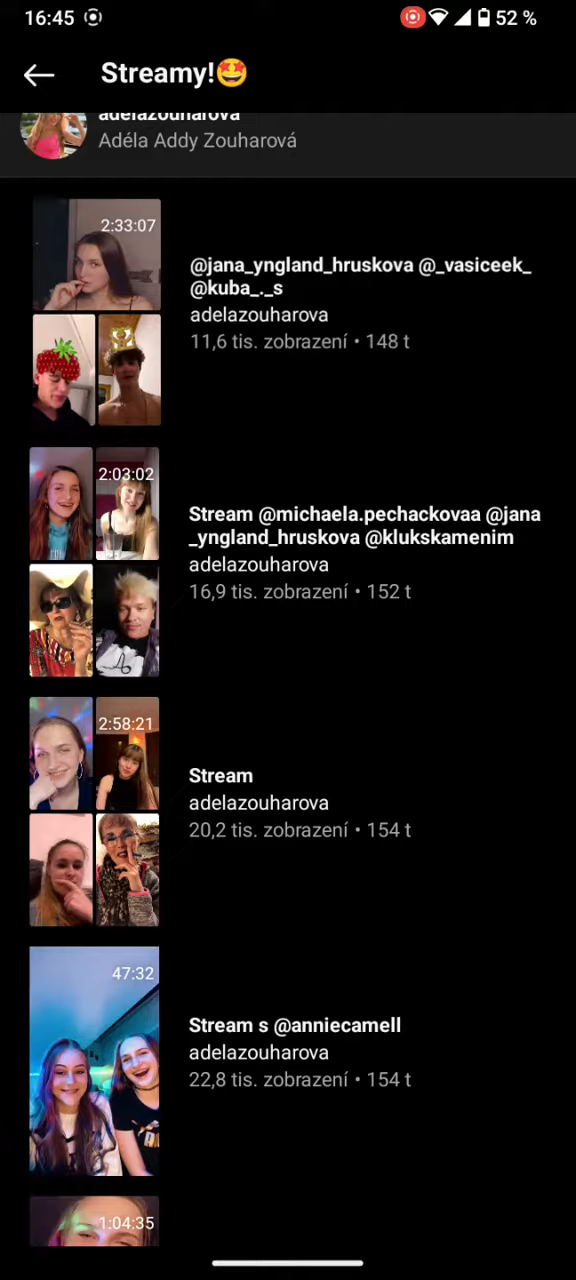 16:45 52 %
Streamy!🤩
adelazouharova
Adéla Addy Zouharová
2:33:07
@jana_yngland_hruskova @_vasiceek_
@kuba_._s
adelazouharova
11,6 tis. zobrazení • 148 t
2:03:02
Stream @michaela.pechackovaa @jana
_yngland_hruskova @klukskamenim
adelazouharova
16,9 tis. zobrazení • 152 t
2:58:21
Stream
adelazouharova
20,2 tis. zobrazení • 154 t
47:32
Stream s @anniecamell
adelazouharova
22,8 tis. zobrazení • 154 t
1:04:35